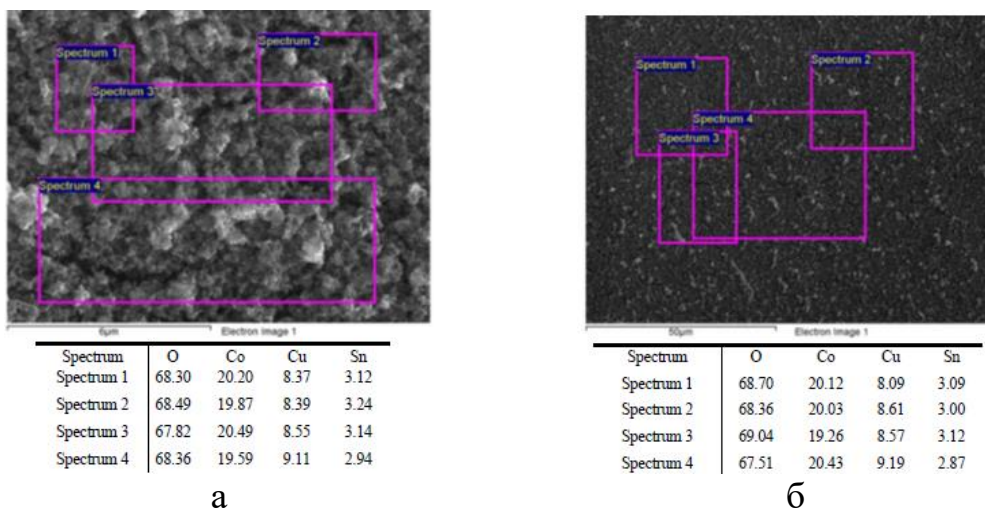 Spectrum 1
Spectrum 2
Spectrum 3
Spectrum 4
6µm Electron Image 1
Spectrum O Co Cu Sn
Spectrum 1 68.30 20.20 8.37 3.12
Spectrum 2 68.49 19.87 8.39 3.24
Spectrum 3 67.82 20.49 8.55 3.14
Spectrum 4 68.36 19.59 9.11 2.94
а
Spectrum 1
Spectrum 2
Spectrum 4
Spectrum 3
50µm Electron Image 1
Spectrum O Co Cu Sn
Spectrum 1 68.70 20.12 8.09 3.09
Spectrum 2 68.36 20.03 8.61 3.00
Spectrum 3 69.04 19.26 8.57 3.12
Spectrum 4 67.51 20.43 9.19 2.87
б